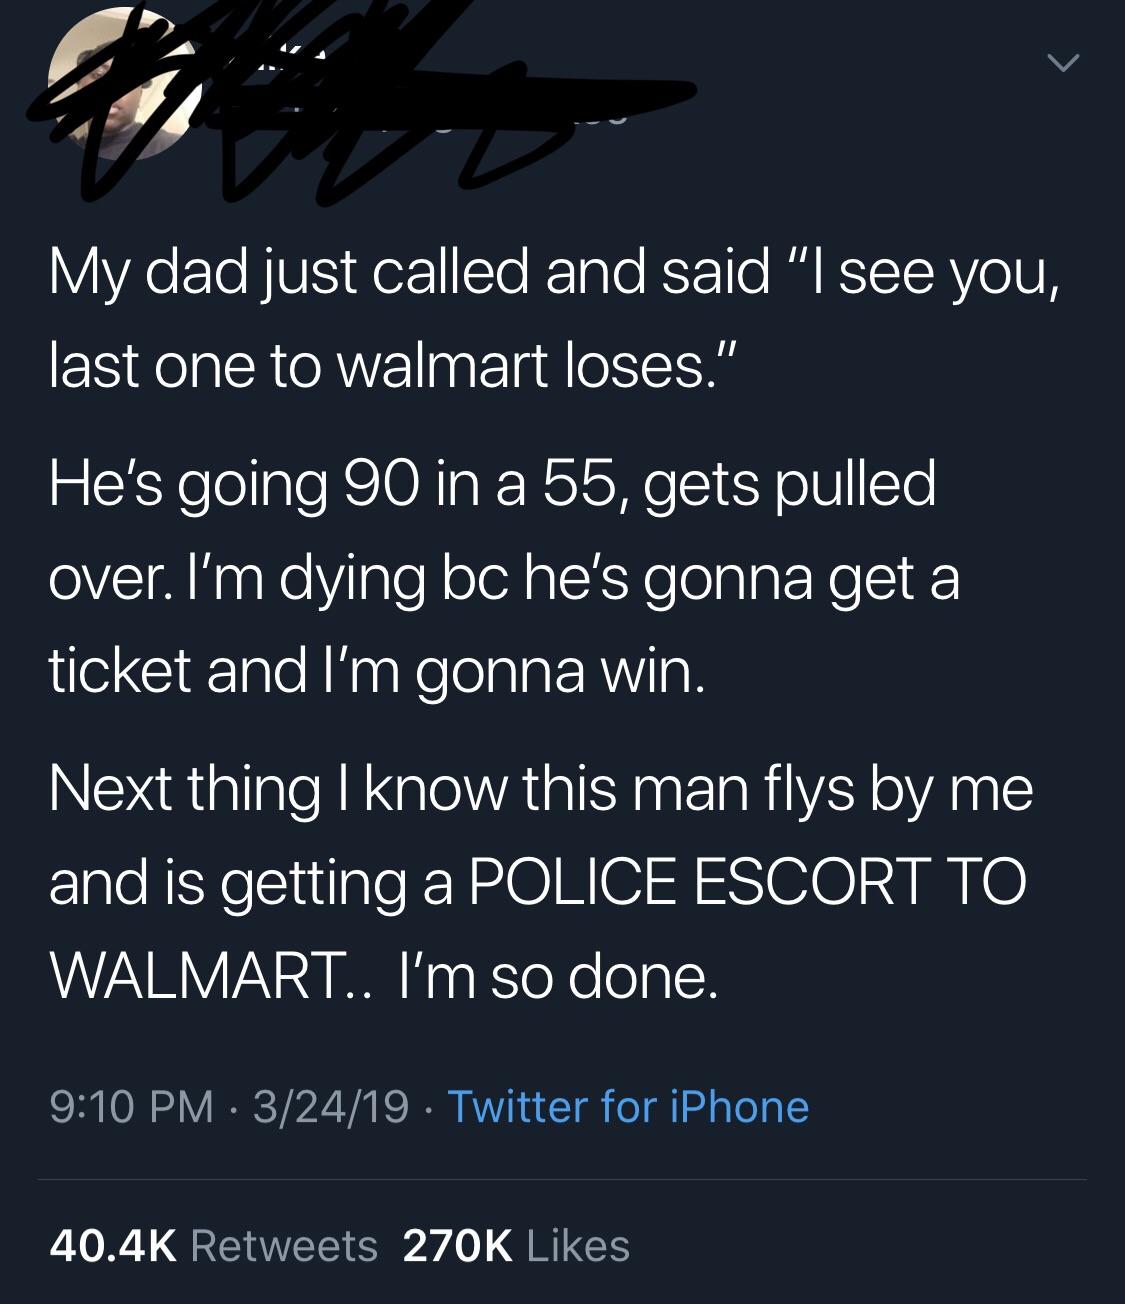 My dad just called and said “I see you,
last one to walmart loses.”
He’s going 90 in a 55, gets pulled
over. I’m dying bc he’s gonna get a
ticket and I’m gonna win.
Next thing I know this man flys by me
and is getting a POLICE ESCORT TO
WALMART.. I’m so done.
9:10 PM · 3/24/19 · Twitter for iPhone
40.4K Retweets 270K Likes